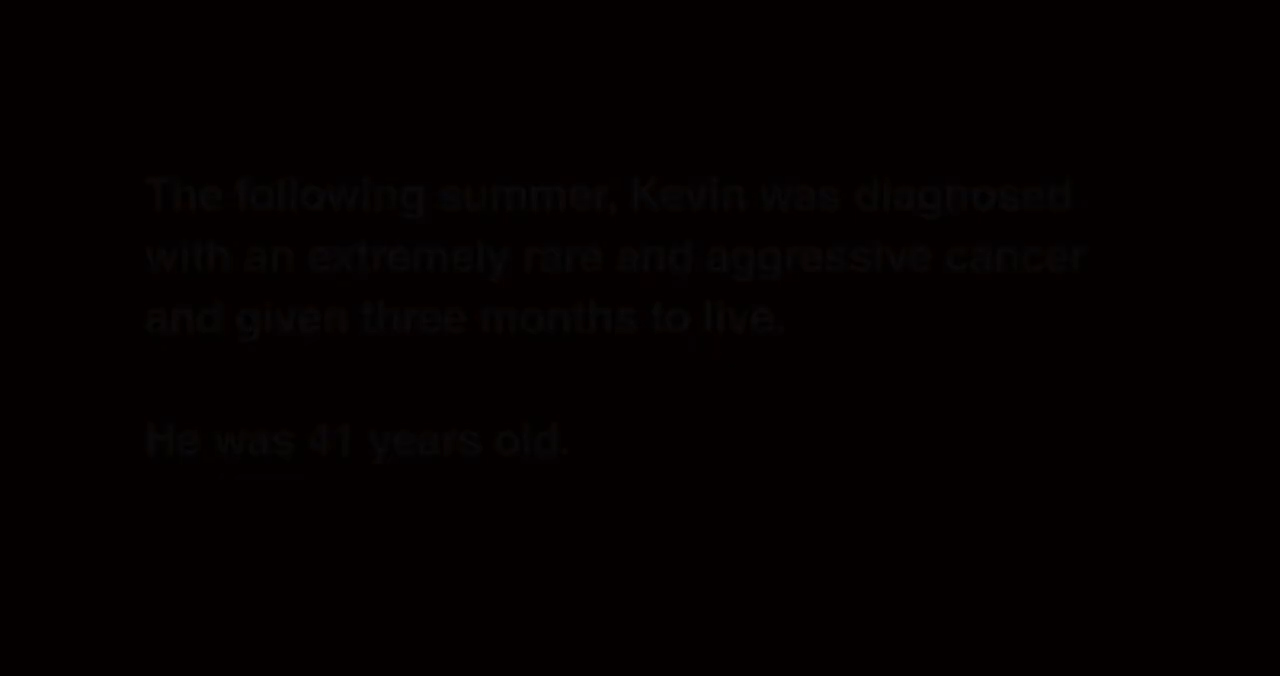 The following summer, Kevin was diagnosed
with an extremely rare and aggressive cancer
and given three months to live.
He was 41 years old.